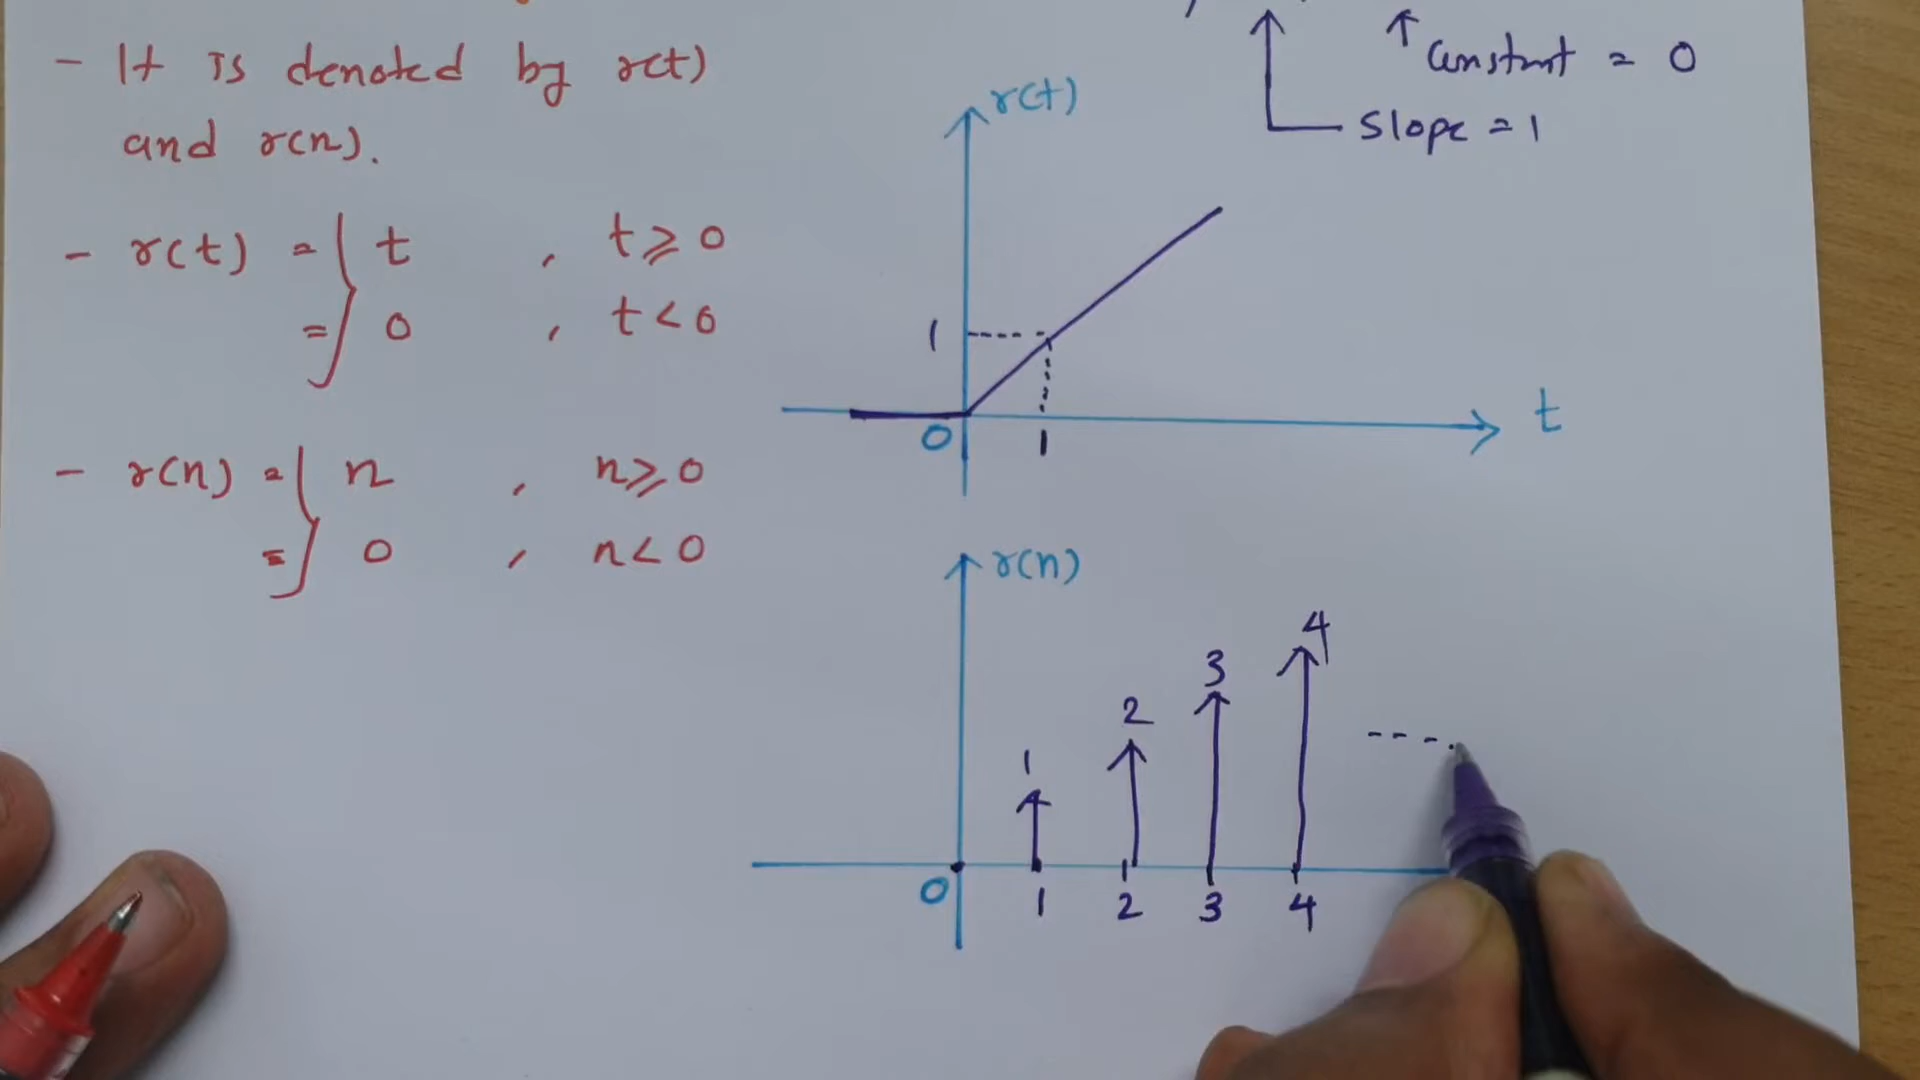 - It is denoted by r(t)
and r(n).
- r(t) = { t , t ≥ 0
= 0 , t < 0
- r(n) = { n , n ≥ 0
= 0 , n < 0
constant = 0
slope = 1
r(t)
1
0 1
t
r(n)
4
3
2
1
0 1 2 3 4